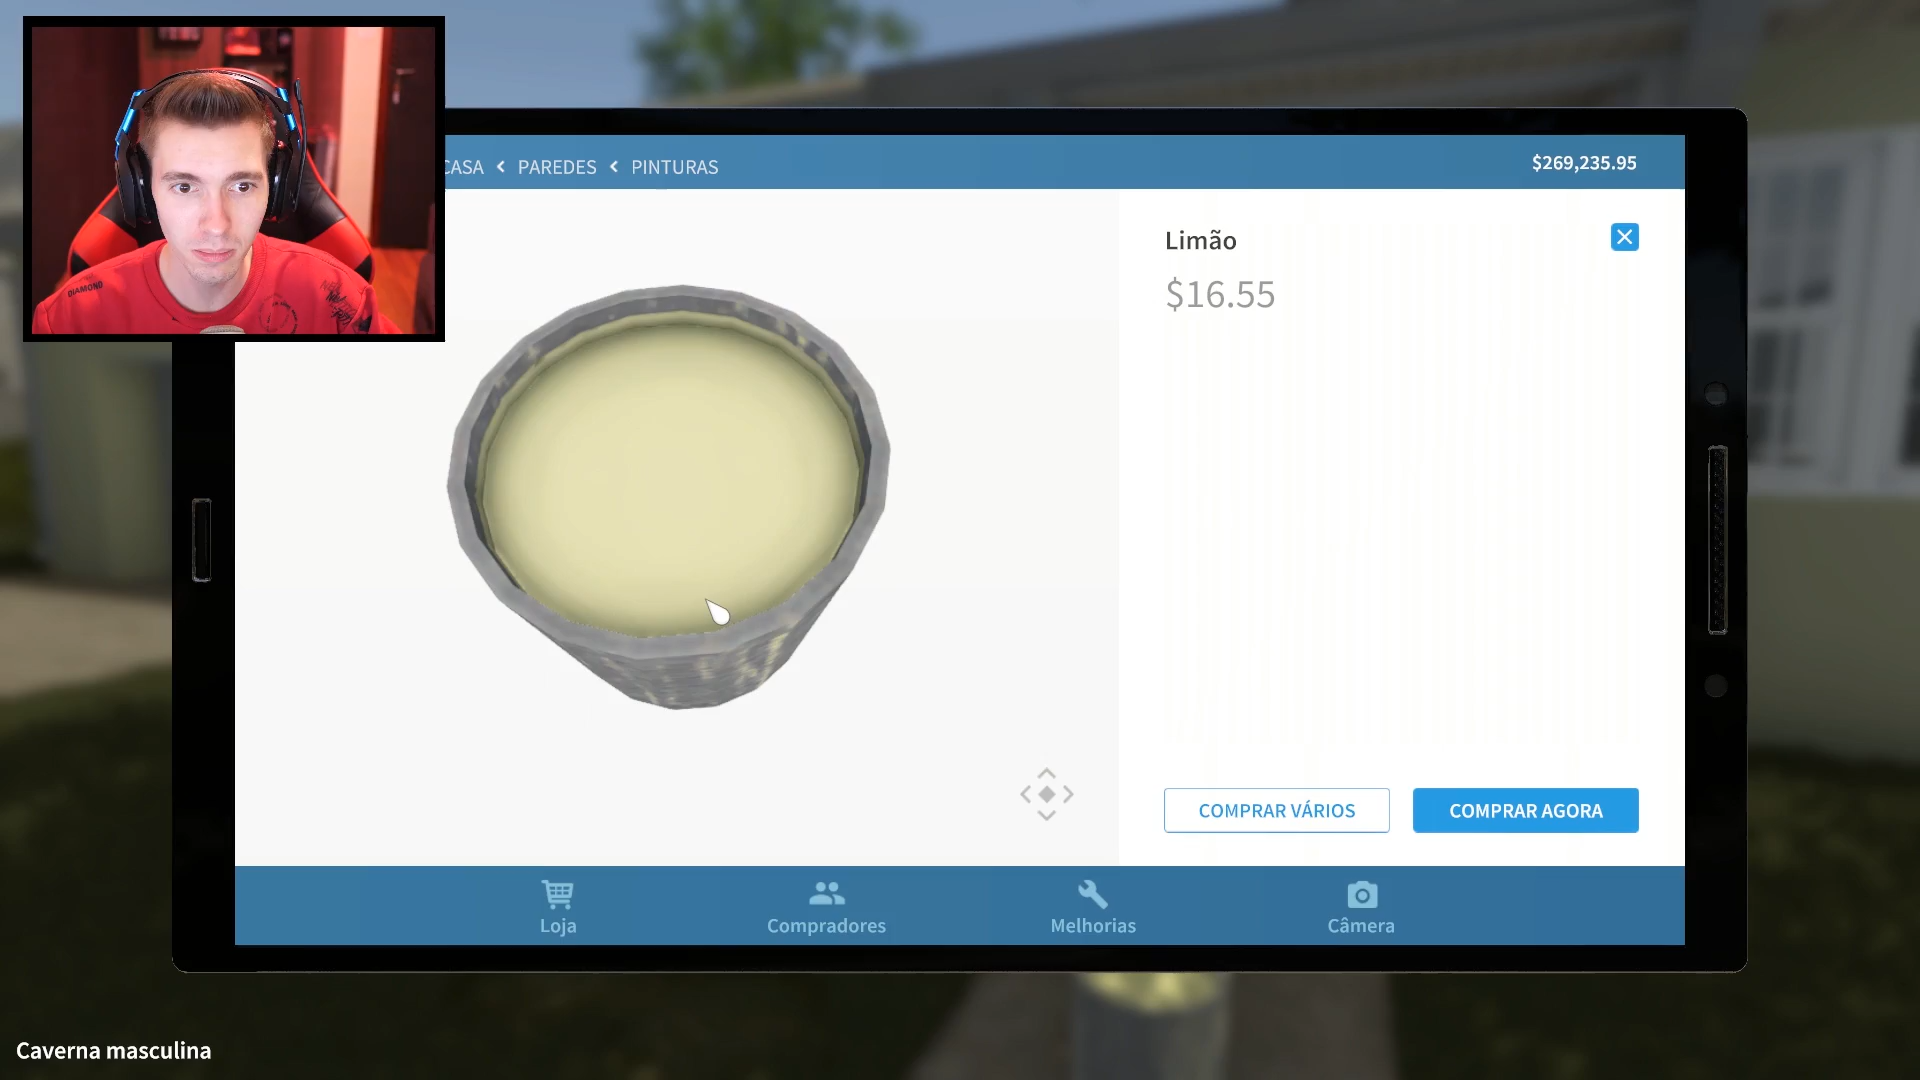 CASA < PAREDES < PINTURAS
$269,235.95
DIAMOND
Limão
$16.55
COMPRAR VÁRIOS
COMPRAR AGORA
Loja
Compradores
Melhorias
Câmera
Caverna masculina